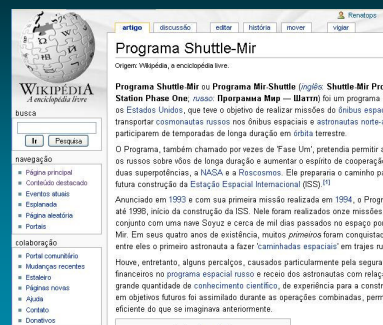 Renatops
artigo discussão editar história mover vigiar
Programa Shuttle-Mir
Origem: Wikipédia, a enciclopédia livre.
Programa Shuttle-Mir ou Programa Mir-Shuttle (inglês: Shuttle-Mir Pro
Station Phase One; russo: Программа Мир — Шаттл) foi um programa
os Estados Unidos, que teve o objetivo de realizar missões do ônibus espac
transportar cosmonautas russos nos ônibus espaciais e astronautas norte-a
participarem de temporadas de longa duração em órbita terrestre.
O Programa, também chamado por vezes de 'Fase Um', pretendia permitir a
os russos sobre vôos de longa duração e aumentar o espírito de cooperaçã
duas superpotências, a NASA e a Roscosmos. Ele prepararia o caminho pa
futura construção da Estação Espacial Internacional (ISS).[1]
Anunciado em 1993 e com sua primeira missão realizada em 1994, o Progr
até 1998, início da construção da ISS. Nele foram realizados onze missões
conjunto com uma nave Soyuz e cerca de mil dias passados no espaço po
Mir. Em seus quatro anos de existência, muitos primeiros foram conquistad
entre eles o primeiro astronauta a fazer 'caminhadas espaciais' em trajes ru
Houve, entretanto, alguns percalços, causados particularmente pela segura
financeiros no programa espacial russo e receio dos astronautas com relaç
grande quantidade de conhecimento científico, de experiência para a constr
em objetivos futuros foi assimilado durante as operações combinadas, perm
eficiente do que se imaginava anteriormente.
WIKIPÉDIA
A enciclopédia livre
busca
Ir Pesquisa
navegação
Página principal
Conteúdo destacado
Eventos atuais
Esplanada
Página aleatória
Portais
colaboração
Portal comunitário
Mudanças recentes
Estaleiro
Páginas novas
Ajuda
Contato
Donativos